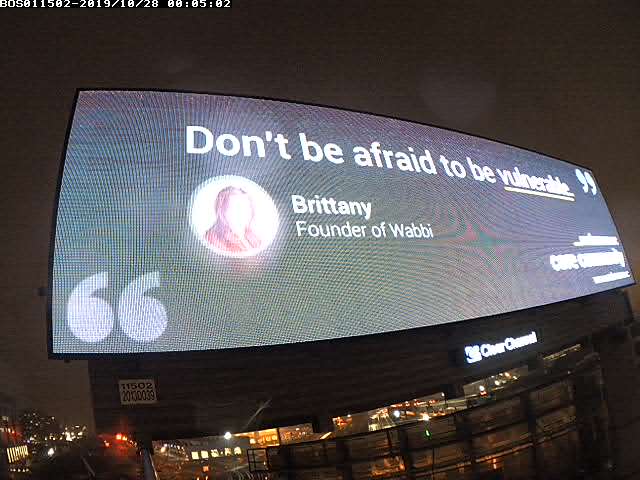 BOS011502-2019/10/28 00:05:02
Don't be afraid to be vulnerable
”
Brittany
Founder of Wabbi
“
Clear Channel
11502